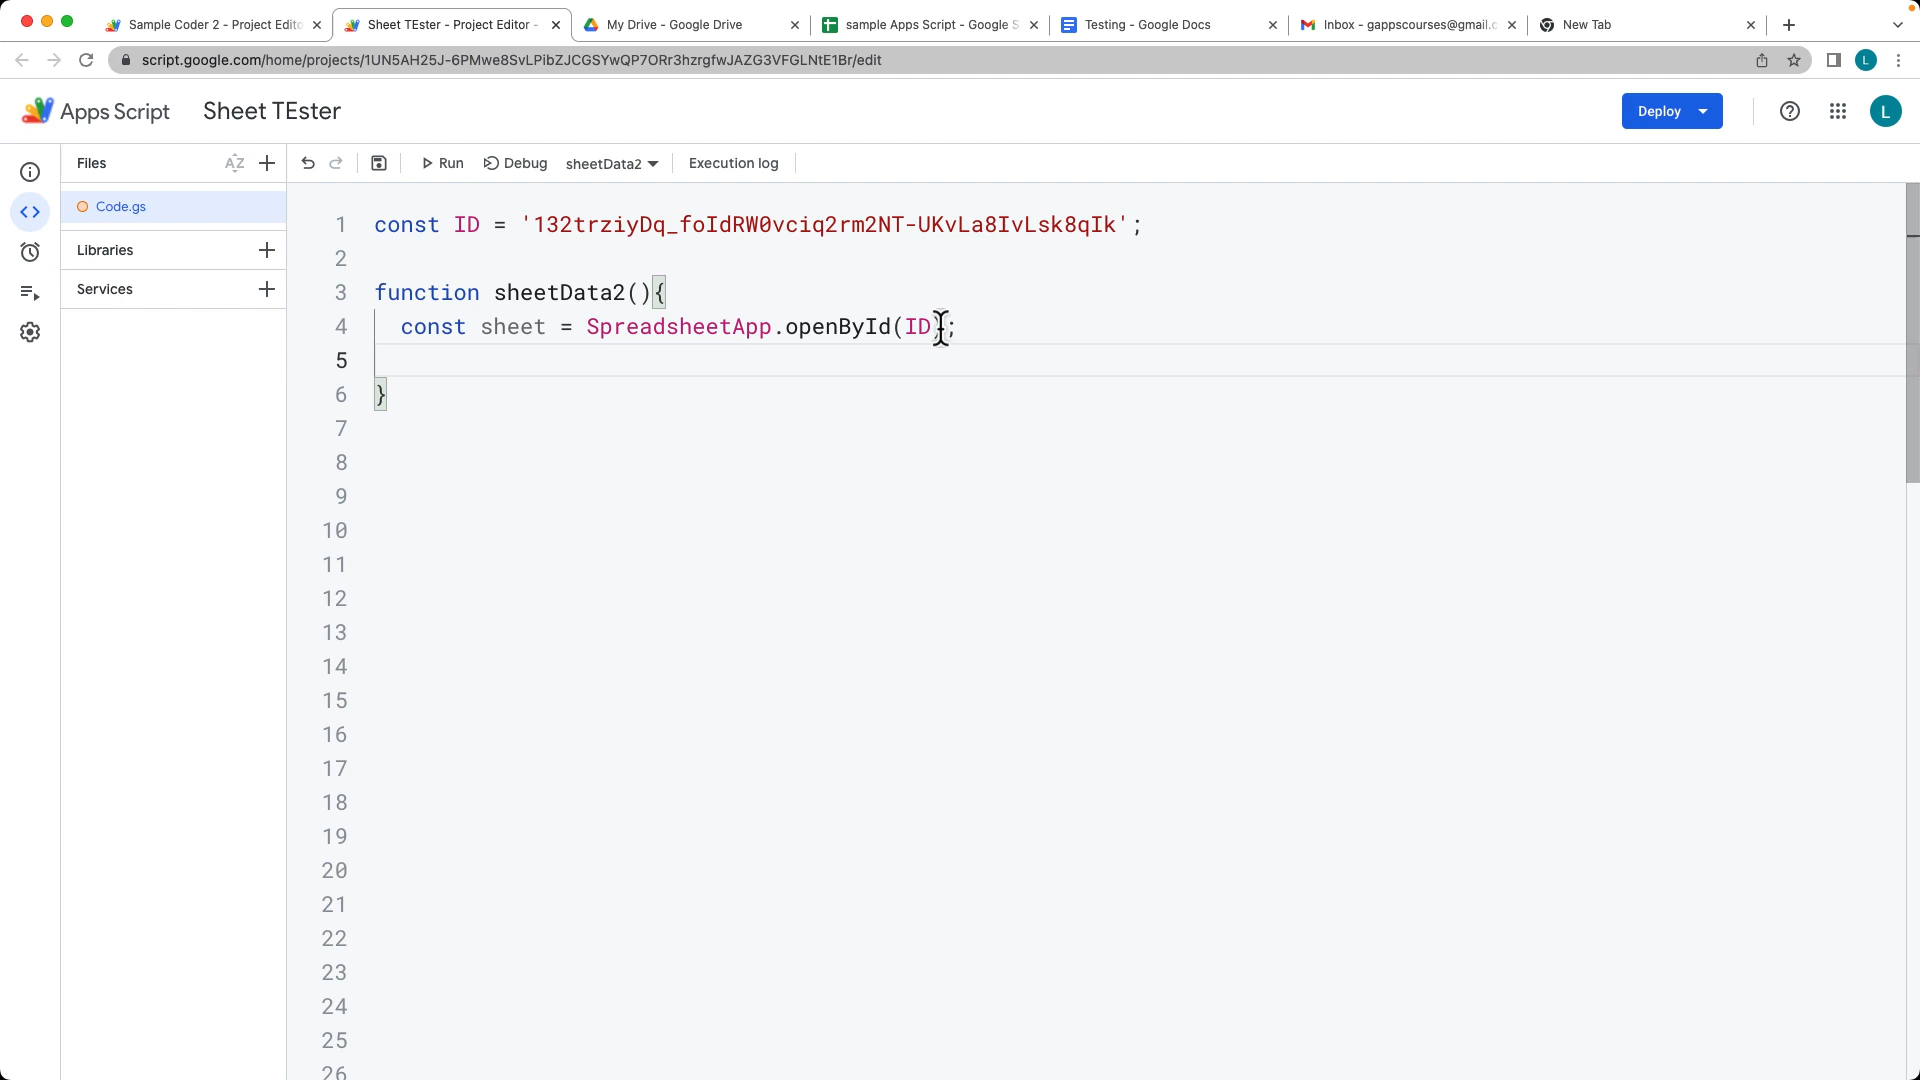 Sample Coder 2 - Project Edito
Sheet TEster - Project Editor -
My Drive - Google Drive
sample Apps Script - Google S
Testing - Google Docs
Inbox - gappscourses@gmail.c
New Tab
script.google.com/home/projects/1UN5AH25J-6PMwe8SvLPibZJCGSYwQP7ORr3hzrgfwJAZG3VFGLNtE1Br/edit
L
Apps Script
Sheet TEster
Deploy
L
Files
AZ
Run
Debug
sheetData2
Execution log
Code.gs
Libraries
Services
1 const ID = '132trziyDq_foIdRW0vciq2rm2NT-UKvLa8IvLsk8qIk';
2
3 function sheetData2(){
4 const sheet = SpreadsheetApp.openById(ID);
5
6 }
7
8
9
10
11
12
13
14
15
16
17
18
19
20
21
22
23
24
25
26